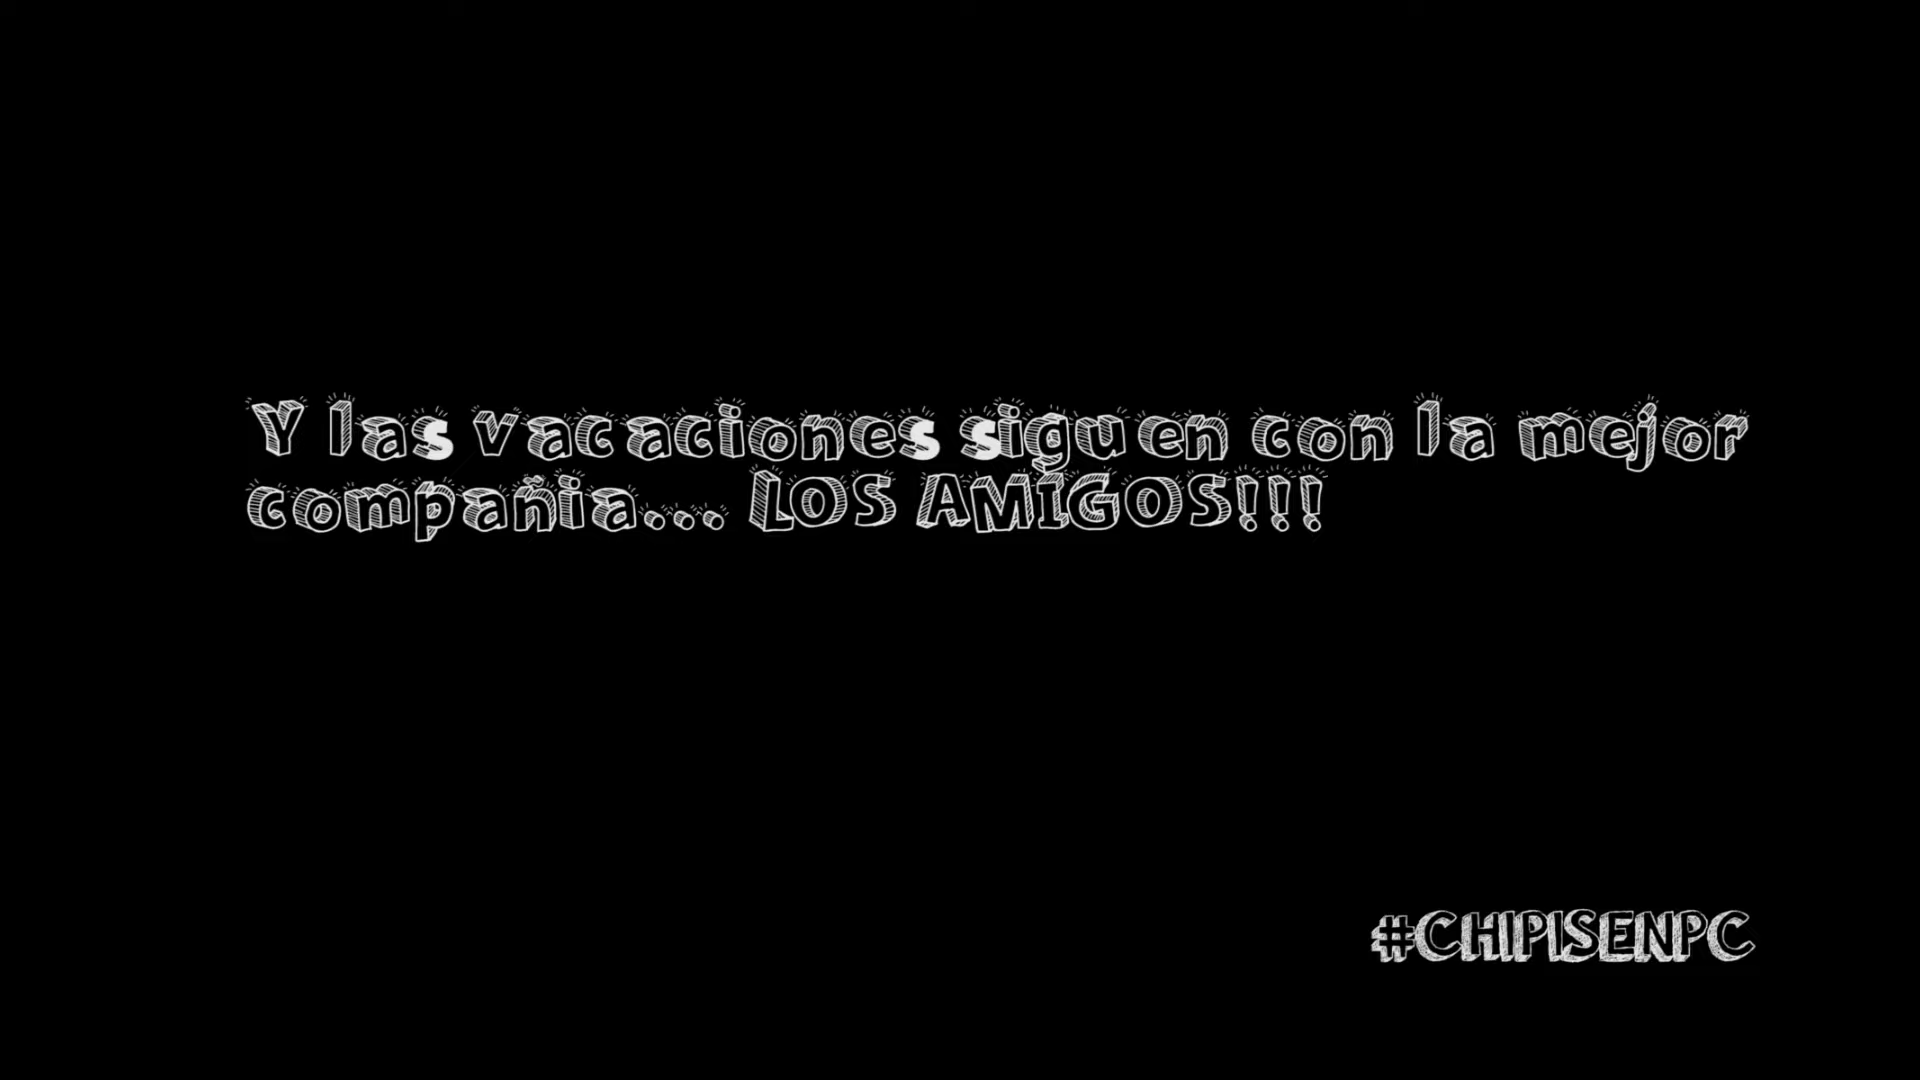 Y las vacaciones siguen con la mejor
compañia... LOS AMIGOS!!!
#CHIPISENPC